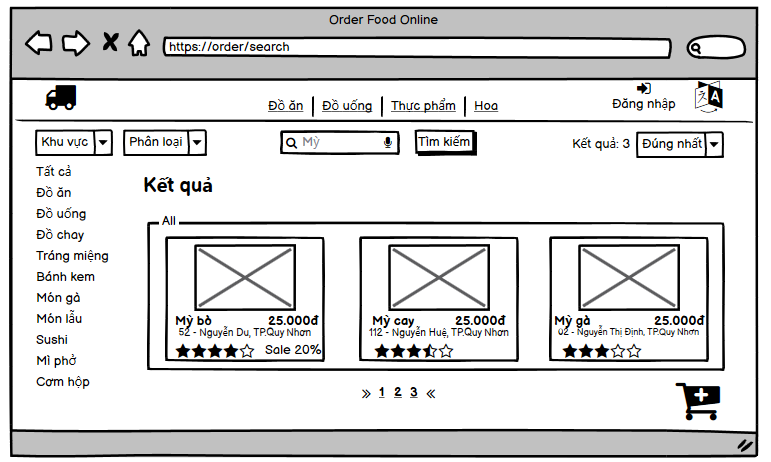 Order Food Online
https://order/search
Đồ ăn Đồ uống Thực phẩm Hoa
Đăng nhập
A
Khu vực Phân loại Mỳ Tìm kiếm Kết quả: 3 Đúng nhất
Tất cả
Đồ ăn
Đồ uống
Đồ chay
Tráng miệng
Bánh kem
Món gà
Món lẩu
Sushi
Mì phở
Cơm hộp
Kết quả
All
Mỳ bò 25.000đ
52 - Nguyễn Du, TP.Quy Nhơn
Sale 20%
Mỳ cay 25.000đ
112 - Nguyễn Huệ, TP.Quy Nhơn
Mỳ gà 25.000đ
02 - Nguyễn Thị Định, TP.Quy Nhơn
» 1 2 3 «